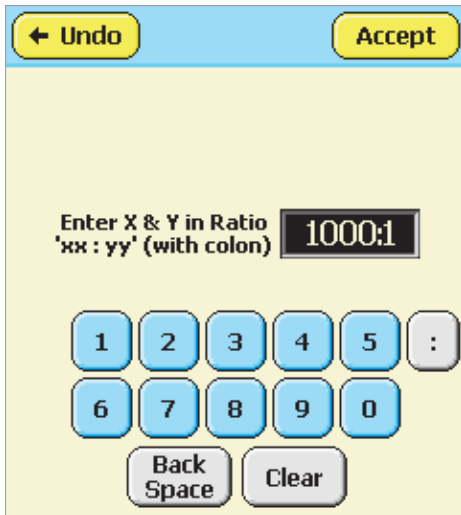 ← Undo
Accept
Enter X & Y in Ratio
'xx : yy' (with colon)
1000:1
1 2 3 4 5 :
6 7 8 9 0
Back
Space
Clear